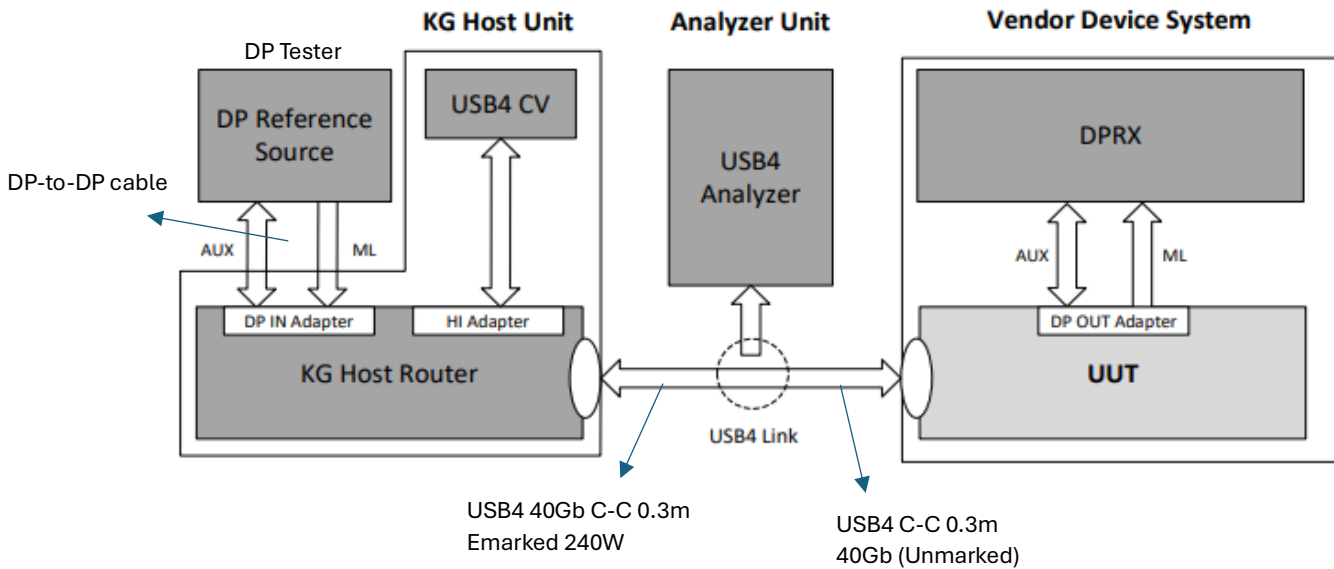 KG Host Unit
Analyzer Unit
Vendor Device System
DP Tester
DP Reference
Source
USB4 CV
USB4
Analyzer
DPRX
DP-to-DP cable
AUX
ML
AUX
ML
DP IN Adapter
HI Adapter
DP OUT Adapter
KG Host Router
UUT
USB4 Link
USB4 40Gb C-C 0.3m
Emarked 240W
USB4 C-C 0.3m
40Gb (Unmarked)